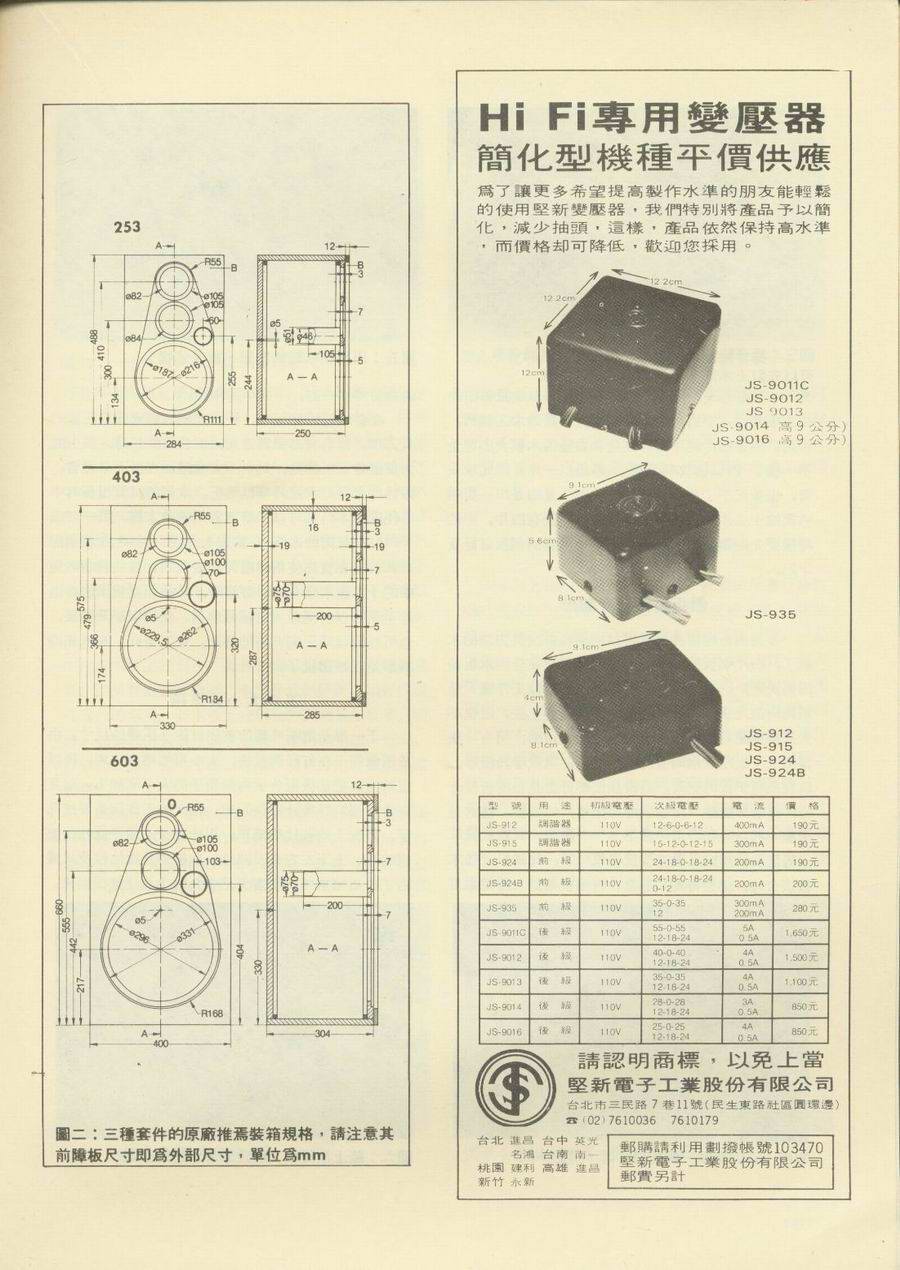 253
A
R55
B
ø82
ø105
ø105
60
ø84
488
410
300
134
ø187
ø216
255
R111
A
284
12
B
3
7
ø5
ø51
ø46
105
5
244
A — A
250
403
A
R55
B
ø82
ø105
ø100
70
575
479
366
174
ø5
ø229.5
ø262
320
R134
A
330
12
16
B
3
19
19
7
ø75
ø70
200
5
A — A
287
285
603
A
R55
B
ø82
ø105
ø100
103
660
555
442
217
ø5
ø296
ø331
404
R168
A
400
12
B
3
7
ø75
ø70
200
7
A — A
330
304
圖二：三種套件的原廠推薦裝箱規格，請注意其
前障板尺寸即爲外部尺寸，單位爲mm
Hi Fi專用變壓器
簡化型機種平價供應
爲了讓更多希望提高製作水準的朋友能輕鬆
的使用堅新變壓器，我們特別將產品予以簡
化，減少抽頭，這樣，產品依然保持高水準
，而價格却可降低，歡迎您採用。
12.2cm
12.2cm
12cm
JS-9011C
JS-9012
JS 9013
JS-9014 高9公分)
JS-9016 高9公分)
9.1cm
5.6cm
8.1cm
JS-935
9.1cm
4cm
8.1cm
JS-912
JS-915
JS-924
JS-924B
型 號 用 途 初級電壓 次級電壓 電 流 價 格
JS-912 調諧器 110V 12-6-0-6-12 400mA 190元
JS-915 調諧器 110V 15-12-0-12-15 300mA 190元
JS-924 前 級 110V 24-18-0-18-24 200mA 190元
JS-924B 前 級 110V 24-18-0-18-24 0-12 200mA 200元
JS-935 前 級 110V 35-0-35 12 300mA 200mA 280元
JS-9011C 後 級 110V 55-0-55 12-18-24 5A 0.5A 1,650元
JS-9012 後 級 110V 40-0-40 12-18-24 4A 0.5A 1,500元
JS-9013 後 級 110V 35-0-35 12-18-24 4A 0.5A 1,100元
JS-9014 後 級 110V 28-0-28 12-18-24 3A 0.5A 850元
JS-9016 後 級 110V 25-0-25 12-18-24 4A 0.5A 850元
JS
請認明商標，以免上當
堅新電子工業股份有限公司
台北市三民路7巷11號(民生東路社區圓環邊)
☎(02)7610036 7610179
台北 進昌 台中 英光
名鴻 台南 南一
桃園 建利 高雄 進昌
新竹 永新
郵購請利用劃撥帳號103470
堅新電子工業股份有限公司
郵費另計